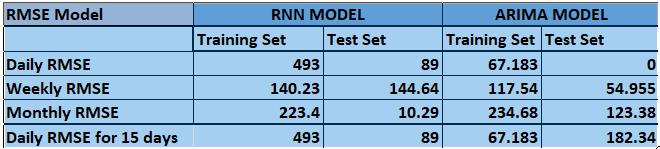 RMSE Model RNN MODEL ARIMA MODEL
Training Set Test Set Training Set Test Set
Daily RMSE 493 89 67.183 0
Weekly RMSE 140.23 144.64 117.54 54.955
Monthly RMSE 223.4 10.29 234.68 123.38
Daily RMSE for 15 days 493 89 67.183 182.34